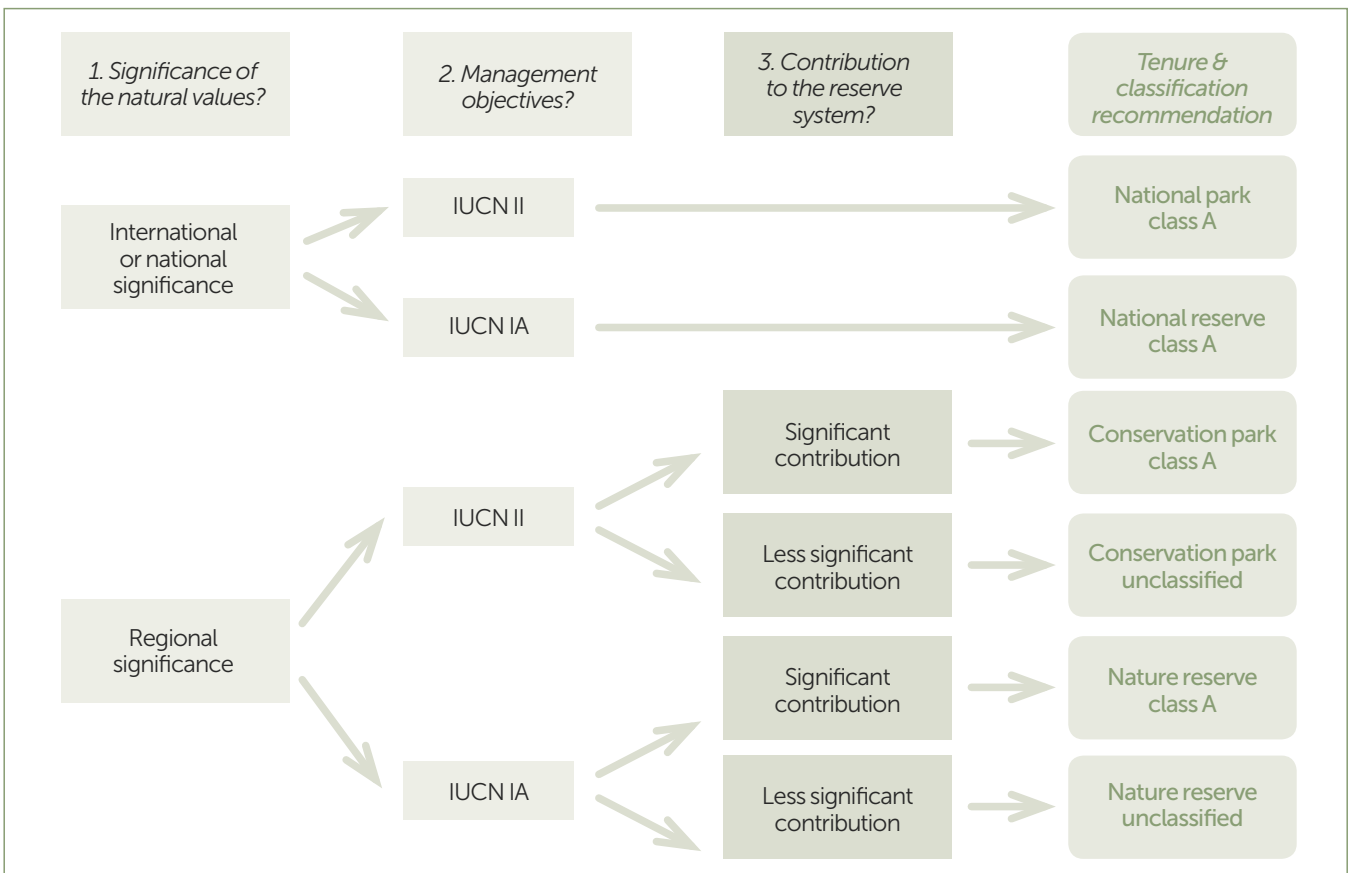 1. Significance of
the natural values?
2. Management
objectives?
3. Contribution
to the reserve
system?
Tenure &
classification
recommendation
International
or national
significance
IUCN II
National park
class A
IUCN IA
National reserve
class A
Regional
significance
IUCN II
Significant
contribution
Conservation park
class A
Less significant
contribution
Conservation park
unclassified
IUCN IA
Significant
contribution
Nature reserve
class A
Less significant
contribution
Nature reserve
unclassified